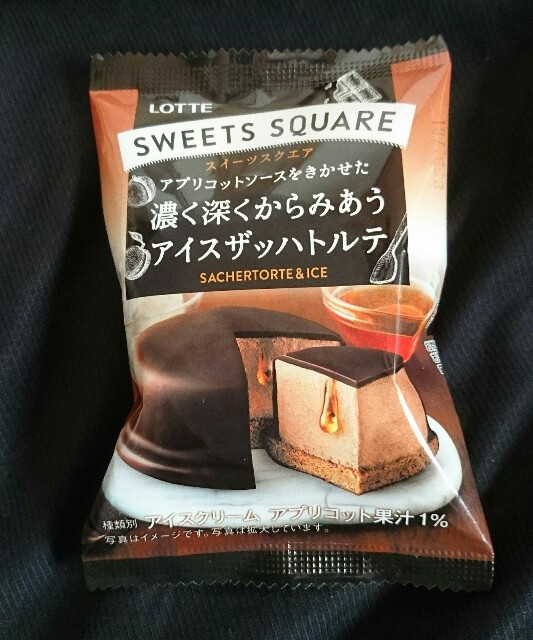 LOTTE
SWEETS SQUARE
スイーツスクエア
アプリコットソースをきかせた
濃く深くからみあう
アイスザッハトルテ
SACHERTORTE&ICE
種類別 アイスクリーム アプリコット果汁1%
写真はイメージです。写真は拡大しています。